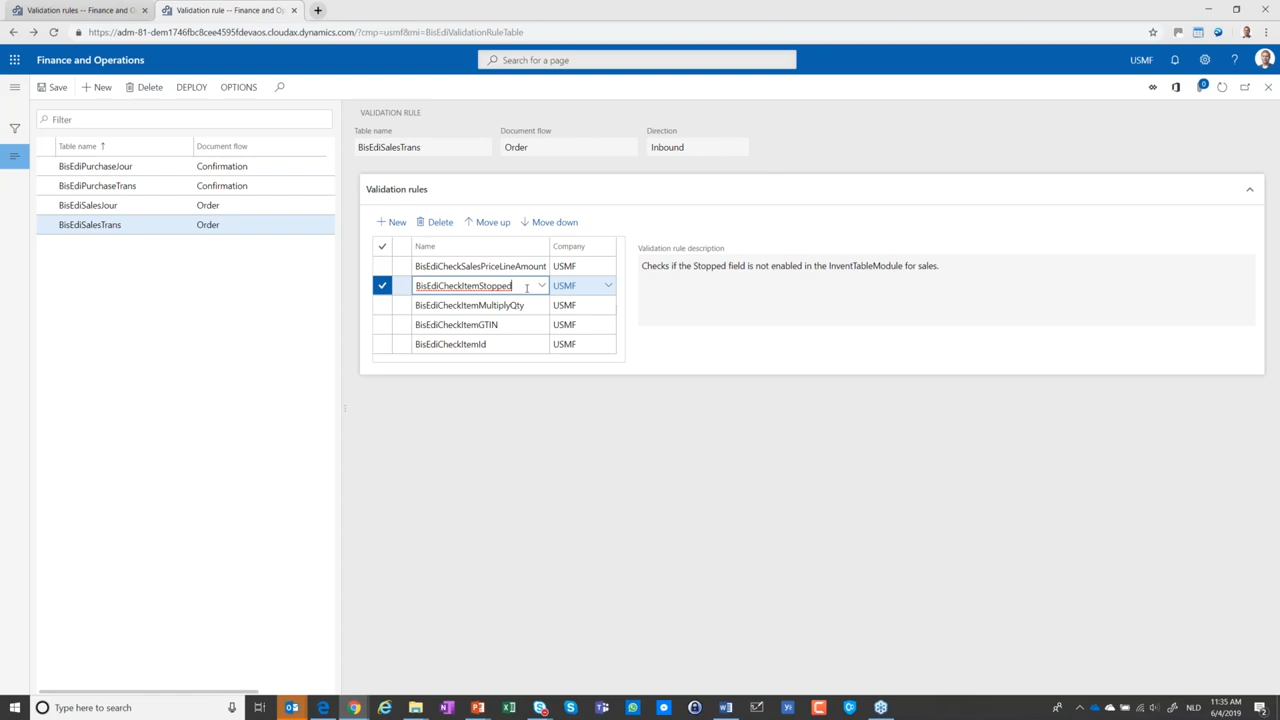 Validation rules -- Finance and O
Validation rule -- Finance and Op
https://adm-81-dem1746fbc8cee4595fdevaos.cloudax.dynamics.com/?cmp=usmf&mi=BisEdiValidationRuleTable
Finance and Operations
Search for a page
USMF
Save
New
Delete
DEPLOY
OPTIONS
0
Filter
Table name
Document flow
BisEdiPurchaseJour
Confirmation
BisEdiPurchaseTrans
Confirmation
BisEdiSalesJour
Order
BisEdiSalesTrans
Order
VALIDATION RULE
Table name
Document flow
Direction
BisEdiSalesTrans
Order
Inbound
Validation rules
New
Delete
Move up
Move down
Name
Company
BisEdiCheckSalesPriceLineAmount
USMF
BisEdiCheckItemStopped
USMF
BisEdiCheckItemMultiplyQty
USMF
BisEdiCheckItemGTIN
USMF
BisEdiCheckItemId
USMF
Validation rule description
Checks if the Stopped field is not enabled in the InventTableModule for sales.
Type here to search
NLD
11:35 AM
6/4/2019
2